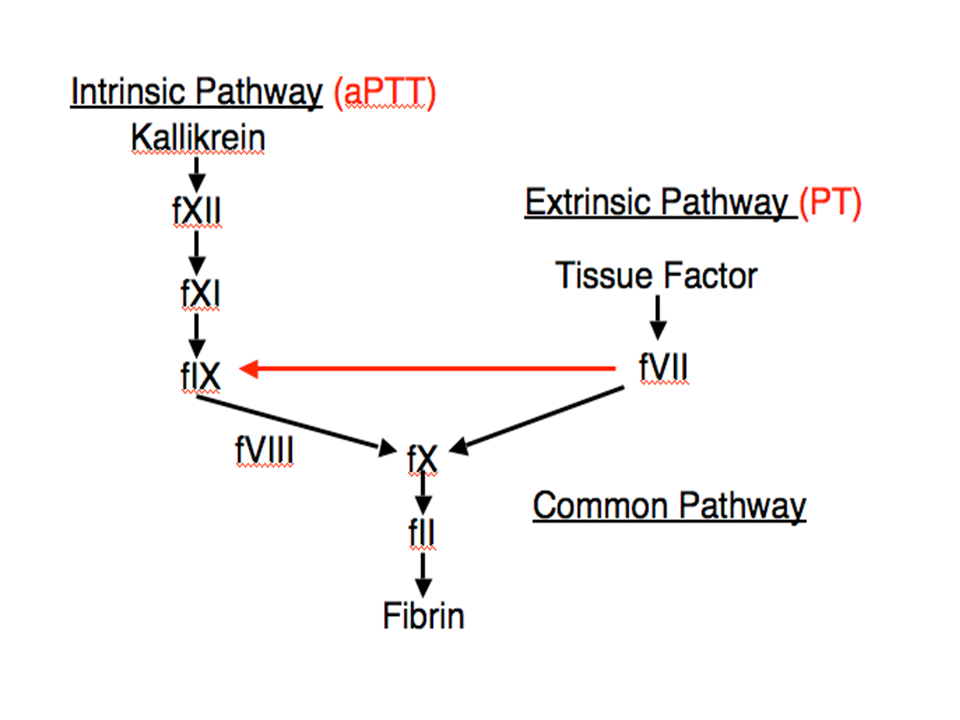 Intrinsic Pathway (aPTT)
Kallikrein
fXII
fXI
fIX
fVIII
Extrinsic Pathway (PT)
Tissue Factor
fVII
fX
Common Pathway
fII
Fibrin